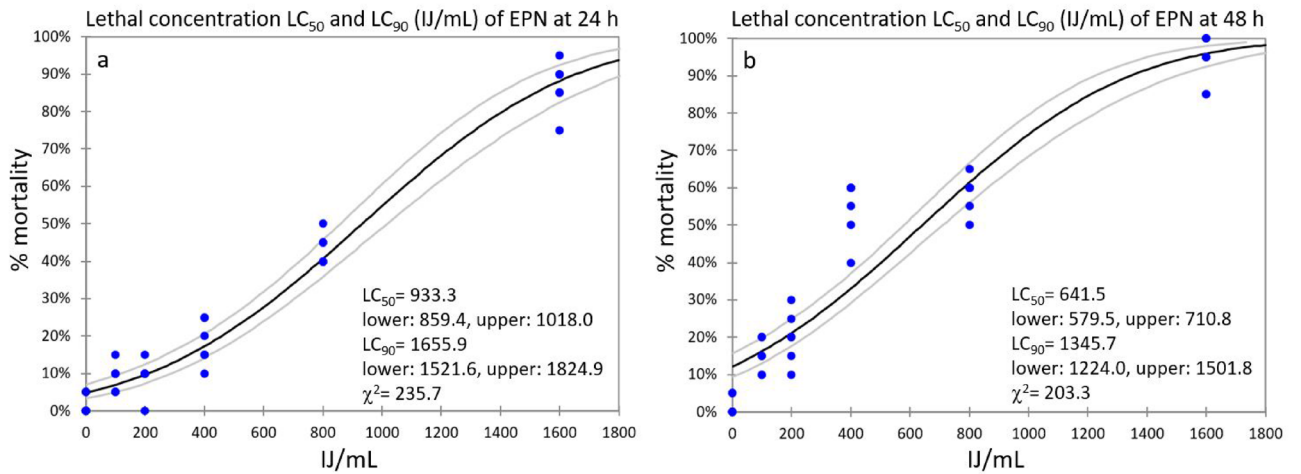 Lethal concentration LC₅₀ and LC₉₀ (IJ/mL) of EPN at 24 h
a
% mortality
100%
90%
80%
70%
60%
50%
40%
30%
20%
10%
0%
0 200 400 600 800 1000 1200 1400 1600 1800
IJ/mL
LC₅₀= 933.3
lower: 859.4, upper: 1018.0
LC₉₀= 1655.9
lower: 1521.6, upper: 1824.9
χ²= 235.7
Lethal concentration LC₅₀ and LC₉₀ (IJ/mL) of EPN at 48 h
b
% mortality
100%
90%
80%
70%
60%
50%
40%
30%
20%
10%
0%
0 200 400 600 800 1000 1200 1400 1600 1800
IJ/mL
LC₅₀= 641.5
lower: 579.5, upper: 710.8
LC₉₀= 1345.7
lower: 1224.0, upper: 1501.8
χ²= 203.3